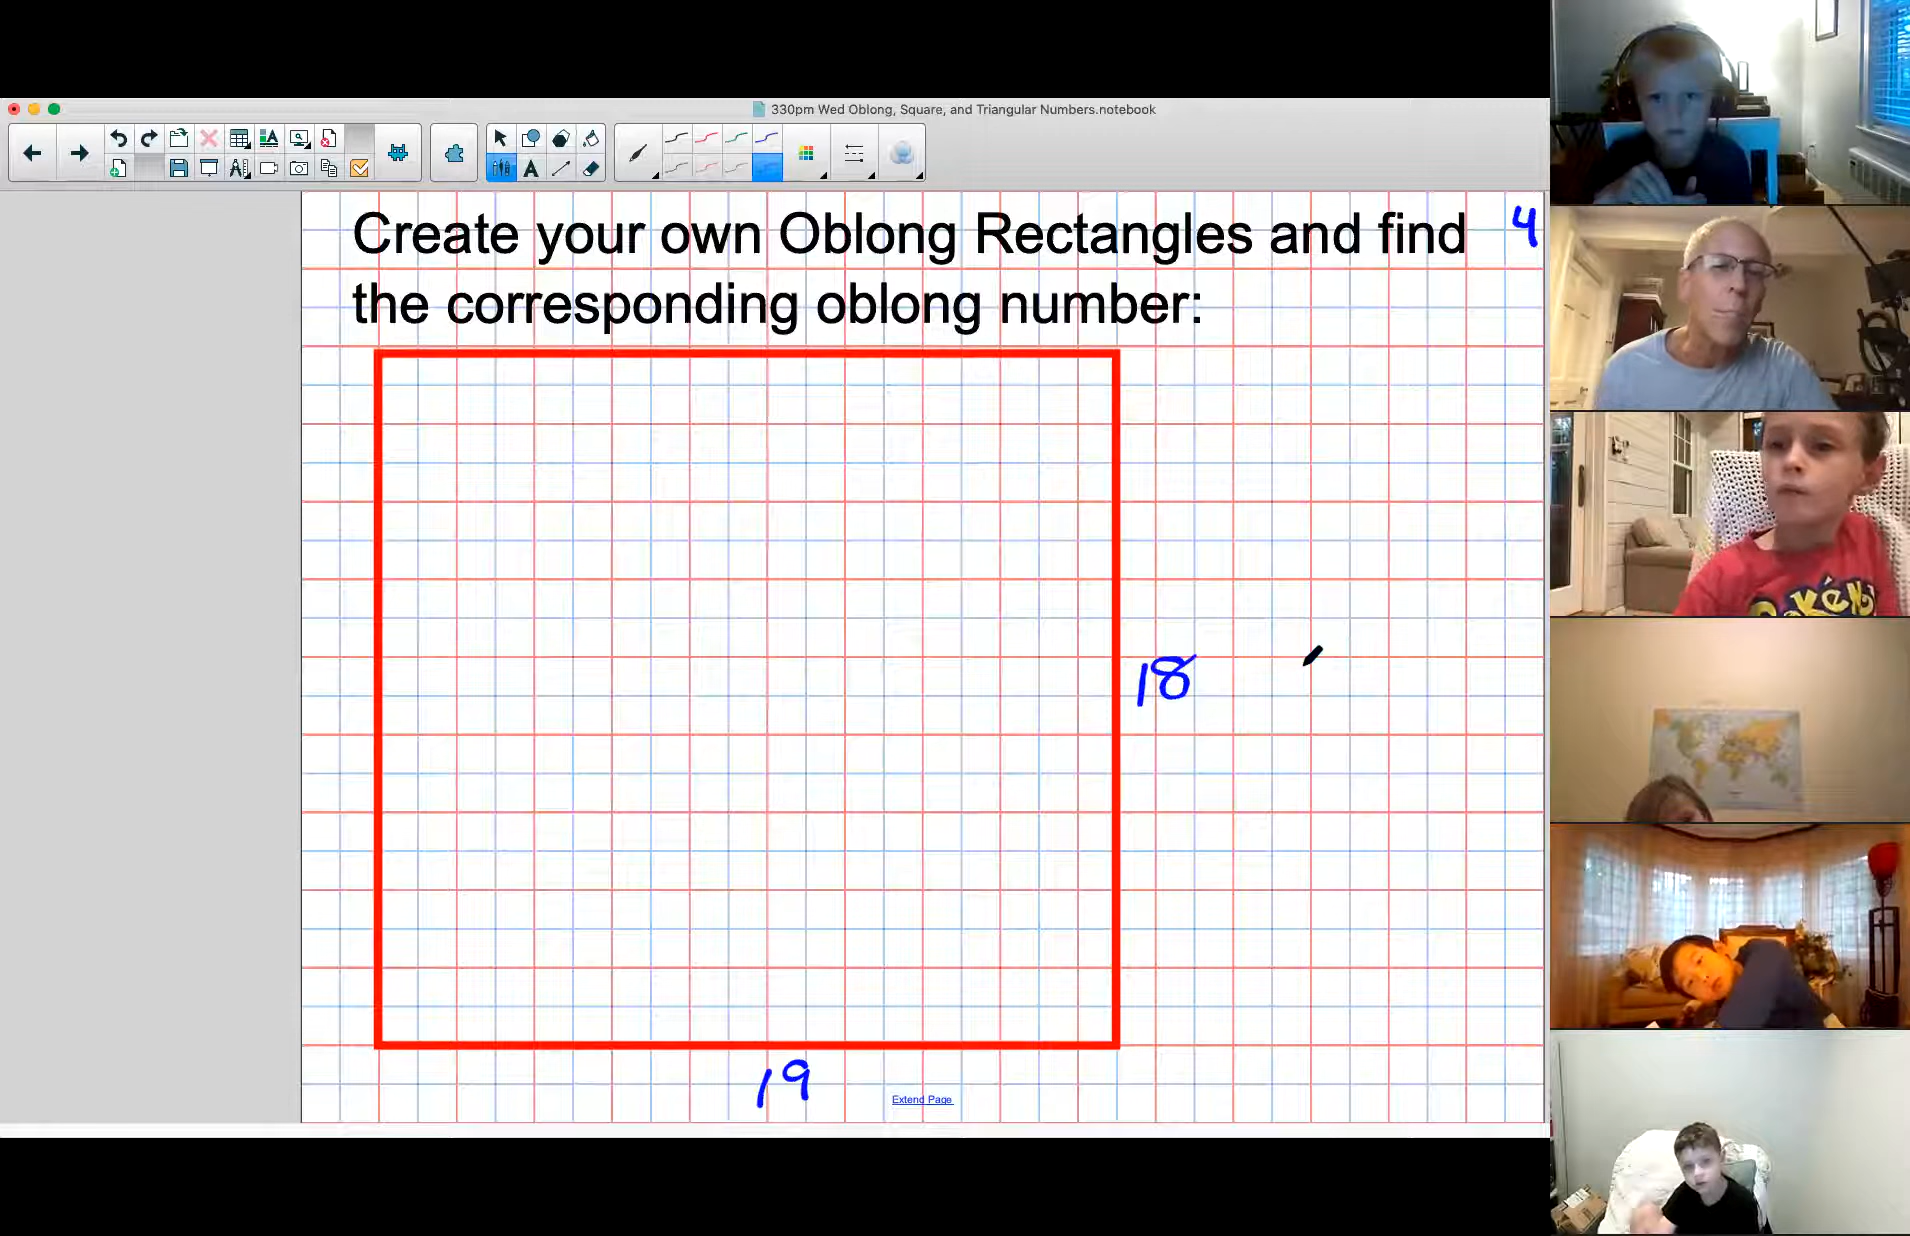 330pm Wed Oblong, Square, and Triangular Numbers.notebook
Create your own Oblong Rectangles and find
4
the corresponding oblong number:
18
19
Extend Page